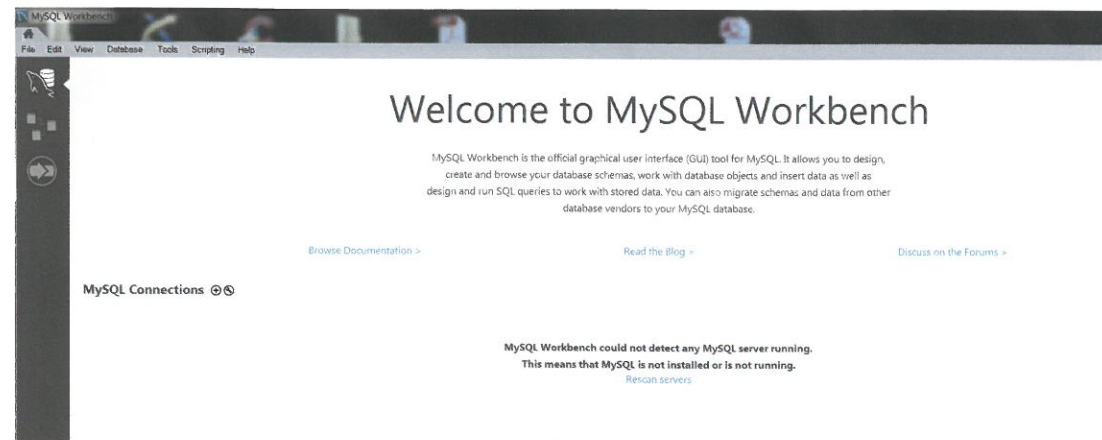 MySQL Workbench
File Edit View Database Tools Scripting Help
Welcome to MySQL Workbench
MySQL Workbench is the official graphical user interface (GUI) tool for MySQL. It allows you to design,
create and browse your database schemas, work with database objects and insert data as well as
design and run SQL queries to work with stored data. You can also migrate schemas and data from other
database vendors to your MySQL database.
Browse Documentation >
Read the Blog >
Discuss on the Forums >
MySQL Connections
MySQL Workbench could not detect any MySQL server running.
This means that MySQL is not installed or is not running.
Rescan servers